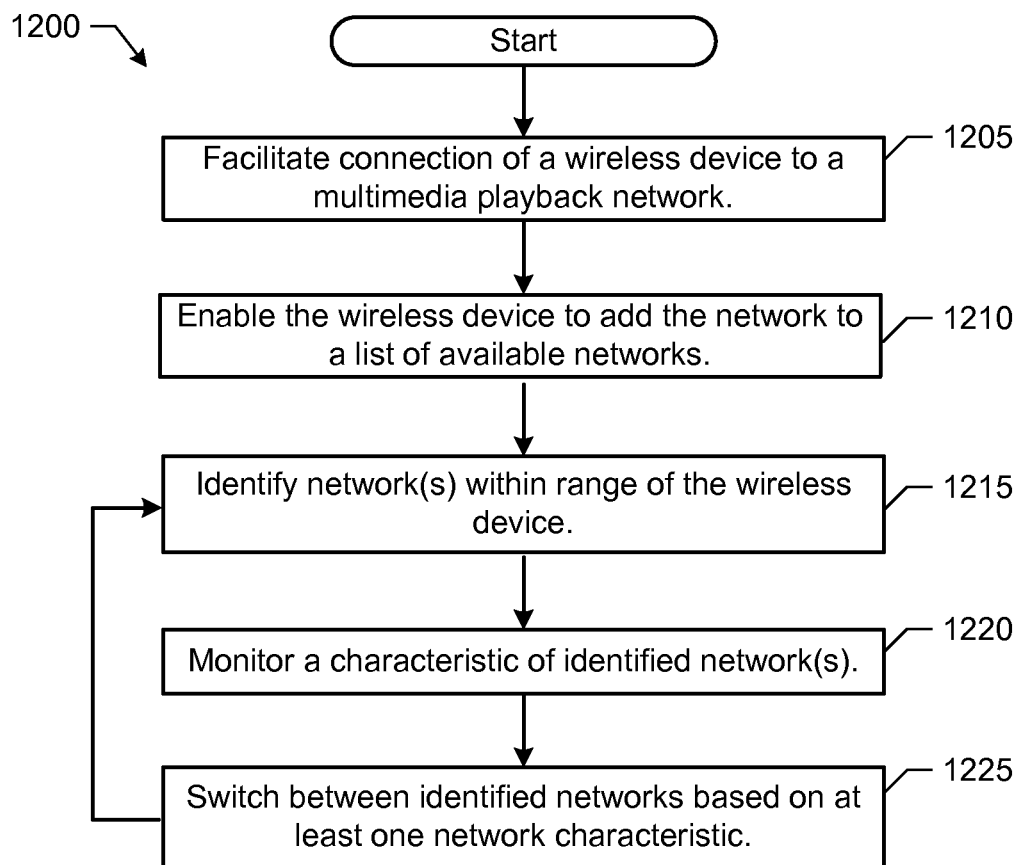 1200
Start
1205
Facilitate connection of a wireless device to a
multimedia playback network.
1210
Enable the wireless device to add the network to
a list of available networks.
1215
Identify network(s) within range of the wireless
device.
1220
Monitor a characteristic of identified network(s).
1225
Switch between identified networks based on at
least one network characteristic.